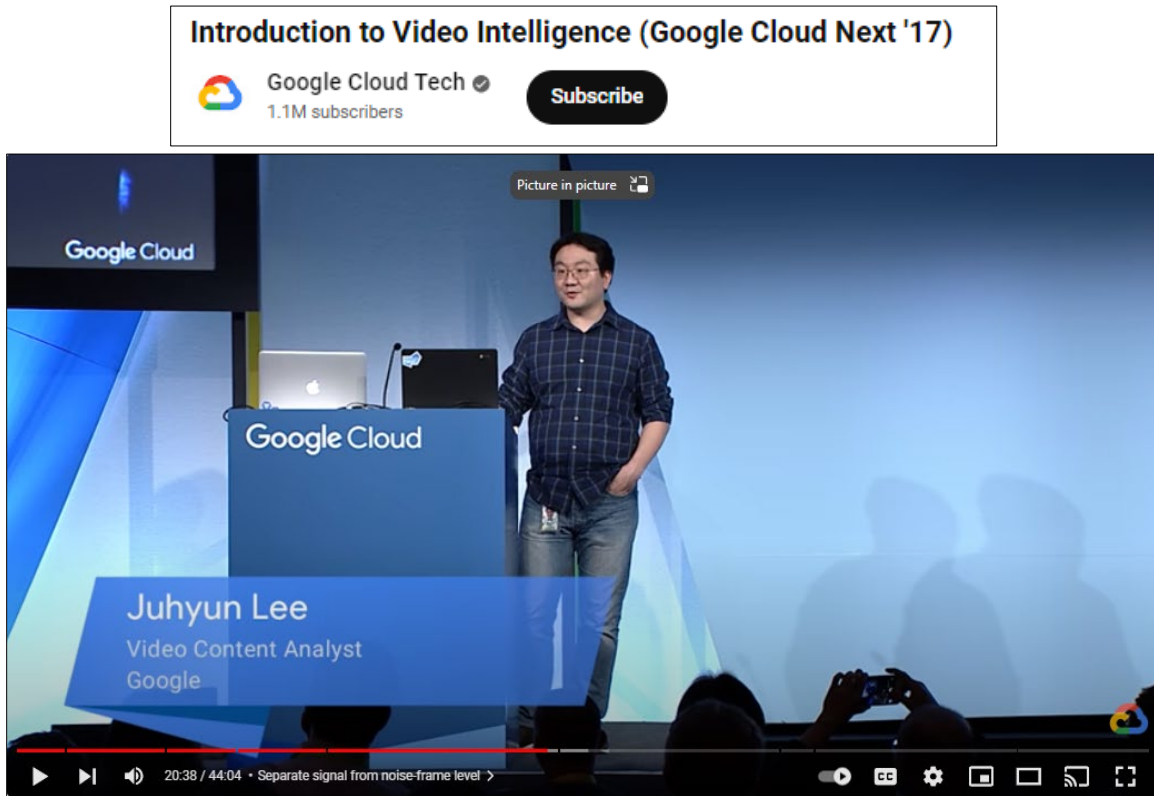 Introduction to Video Intelligence (Google Cloud Next '17)
Google Cloud Tech
1.1M subscribers
Subscribe
Picture in picture
Google Cloud
Google Cloud
Juhyun Lee
Video Content Analyst
Google
20:38 / 44:04 • Separate signal from noise-frame level
CC